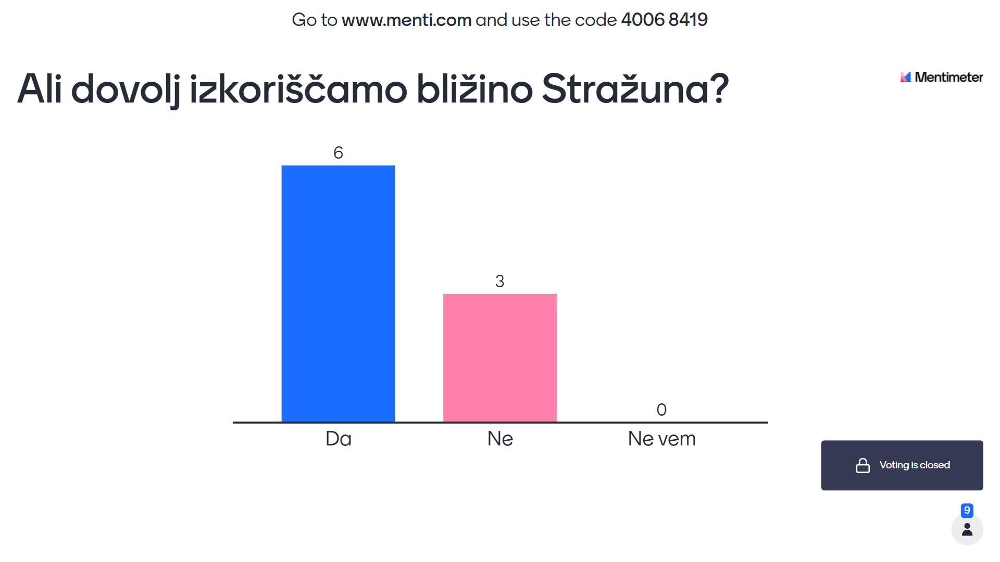 Go to www.menti.com and use the code 4006 8419
Ali dovolj izkoriščamo bližino Stražuna?
Mentimeter
6
3
0
Da
Ne
Ne vem
Voting is closed
9